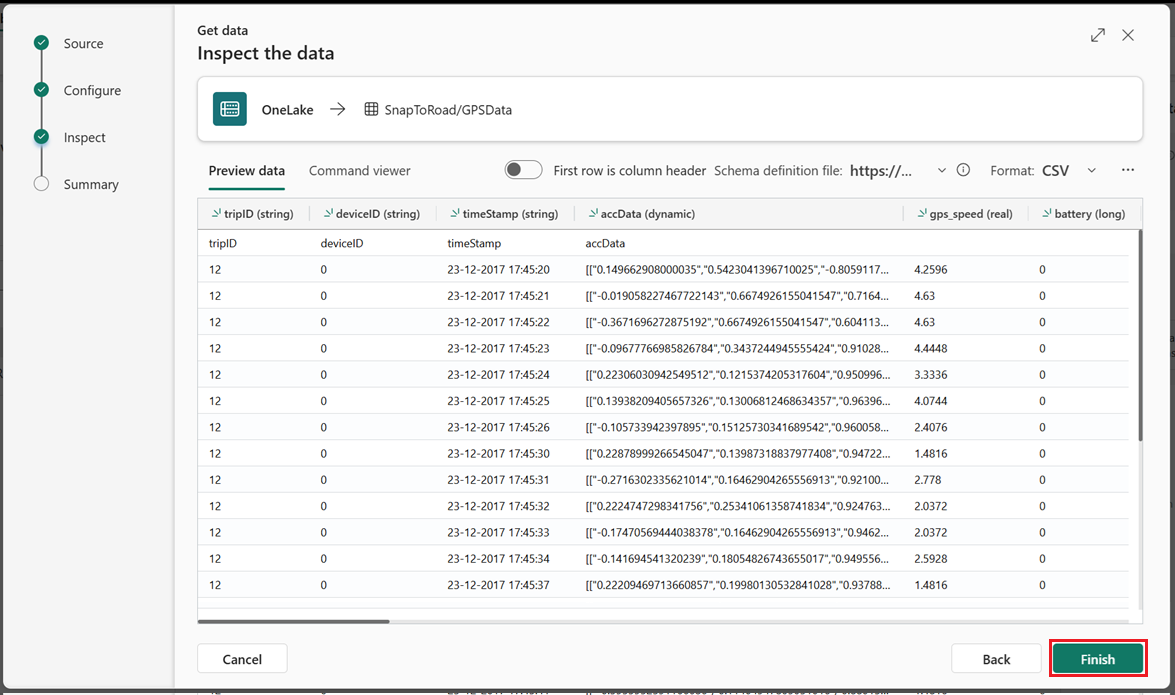 Get data
Inspect the data
Source
Configure
Inspect
Summary
OneLake → SnapToRoad/GPSData
Preview data Command viewer First row is column header Schema definition file: https://... Format: CSV ...
tripID (string) deviceID (string) timeStamp (string) accData (dynamic) gps_speed (real) battery (long)
tripID deviceID timeStamp accData
12 0 23-12-2017 17:45:20 [["0.149662908000035","0.5423041396710025","-0.8059117... 4.2596 0
12 0 23-12-2017 17:45:21 [["-0.019058227467722143","0.6674926155041547","0.7164... 4.63 0
12 0 23-12-2017 17:45:22 [["-0.3671696272875192","0.6674926155041547","0.604113... 4.63 0
12 0 23-12-2017 17:45:23 [["-0.09677766985826784","0.3437244945555424","0.91028... 4.4448 0
12 0 23-12-2017 17:45:24 [["0.22306030942549512","0.1215374205317604","0.950996... 3.3336 0
12 0 23-12-2017 17:45:25 [["0.13938209405657326","0.13006812468634357","0.96396... 4.0744 0
12 0 23-12-2017 17:45:26 [["-0.105733942397895","0.15125730341689542","0.960058... 2.4076 0
12 0 23-12-2017 17:45:30 [["0.22878999266545047","0.13987318837977408","0.94722... 1.4816 0
12 0 23-12-2017 17:45:31 [["-0.2716302335621014","0.16462904265556913","0.92100... 2.778 0
12 0 23-12-2017 17:45:32 [["0.2224747298341756","0.25341061358741834","0.924763... 2.0372 0
12 0 23-12-2017 17:45:33 [["-0.17470569444038378","0.16462904265556913","0.9462... 2.0372 0
12 0 23-12-2017 17:45:34 [["-0.141694541320239","0.18054826743655017","0.949556... 2.5928 0
12 0 23-12-2017 17:45:37 [["0.22209469713660857","0.19980130532841028","0.93788... 1.4816 0
Cancel Back Finish